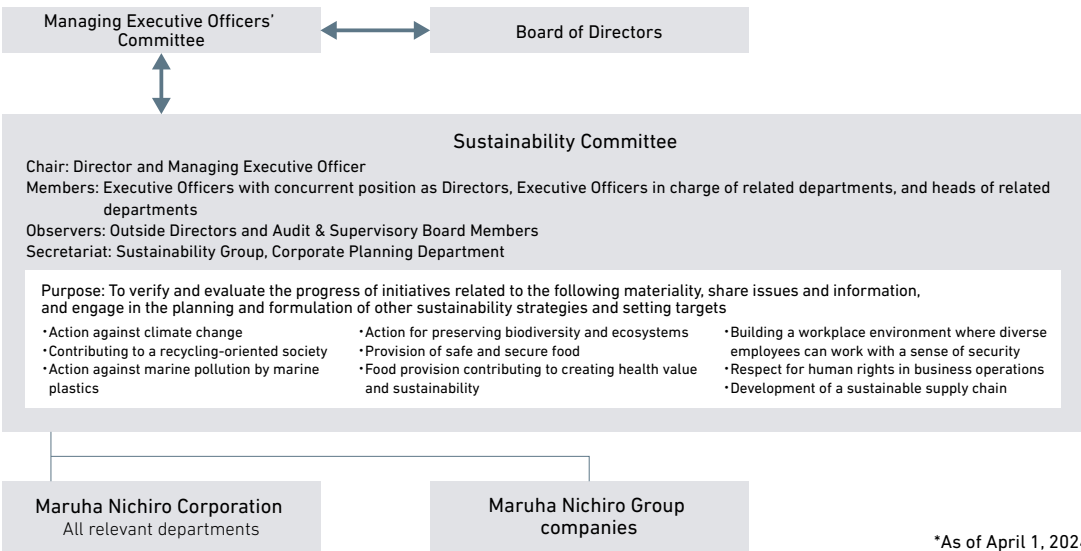 Managing Executive Officers'
Committee
Board of Directors
Sustainability Committee
Chair: Director and Managing Executive Officer
Members: Executive Officers with concurrent position as Directors, Executive Officers in charge of related departments, and heads of related
departments
Observers: Outside Directors and Audit & Supervisory Board Members
Secretariat: Sustainability Group, Corporate Planning Department
Purpose: To verify and evaluate the progress of initiatives related to the following materiality, share issues and information,
and engage in the planning and formulation of other sustainability strategies and setting targets
・Action against climate change
・Contributing to a recycling-oriented society
・Action against marine pollution by marine
plastics
・Action for preserving biodiversity and ecosystems
・Provision of safe and secure food
・Food provision contributing to creating health value
and sustainability
・Building a workplace environment where diverse
employees can work with a sense of security
・Respect for human rights in business operations
・Development of a sustainable supply chain
Maruha Nichiro Corporation
All relevant departments
Maruha Nichiro Group
companies
*As of April 1,